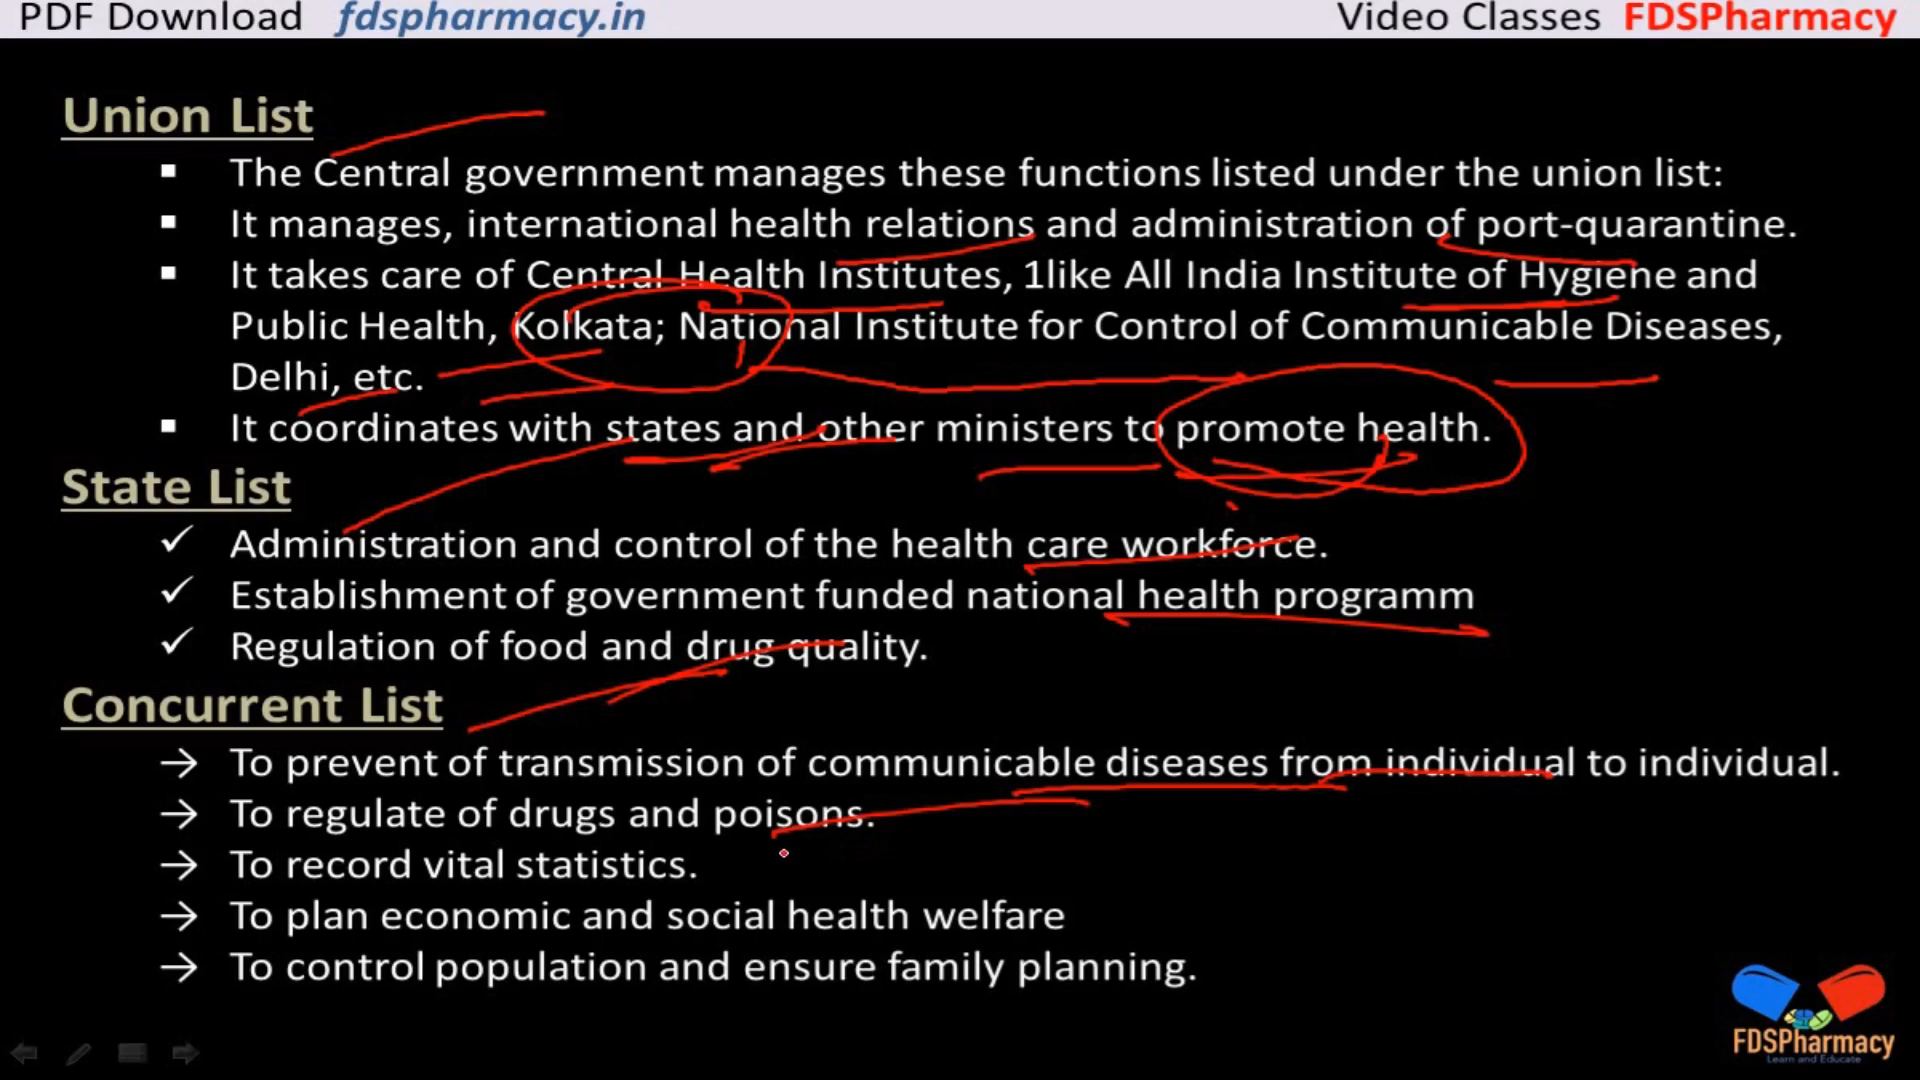 PDF Download fdspharmacy.in Video Classes FDSPharmacy
Union List
▪ The Central government manages these functions listed under the union list:
▪ It manages, international health relations and administration of port-quarantine.
▪ It takes care of Central Health Institutes, 1like All India Institute of Hygiene and
Public Health, Kolkata; National Institute for Control of Communicable Diseases,
Delhi, etc.
▪ It coordinates with states and other ministers to promote health.
State List
✓ Administration and control of the health care workforce.
✓ Establishment of government funded national health programm
✓ Regulation of food and drug quality.
Concurrent List
→ To prevent of transmission of communicable diseases from individual to individual.
→ To regulate of drugs and poisons.
→ To record vital statistics.
→ To plan economic and social health welfare
→ To control population and ensure family planning.
FDSPharmacy
Learn and Educate